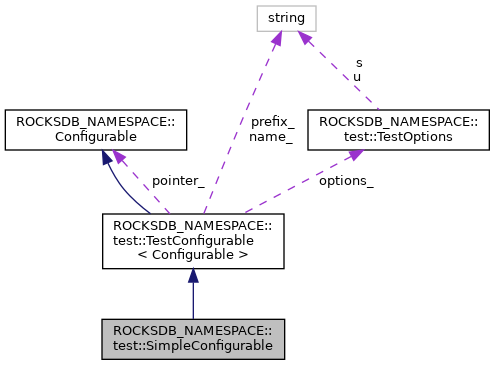 string
s
u
ROCKSDB_NAMESPACE::
Configurable
prefix_
name_
ROCKSDB_NAMESPACE::
test::TestOptions
pointer_
options_
ROCKSDB_NAMESPACE::
test::TestConfigurable
< Configurable >
ROCKSDB_NAMESPACE::
test::SimpleConfigurable